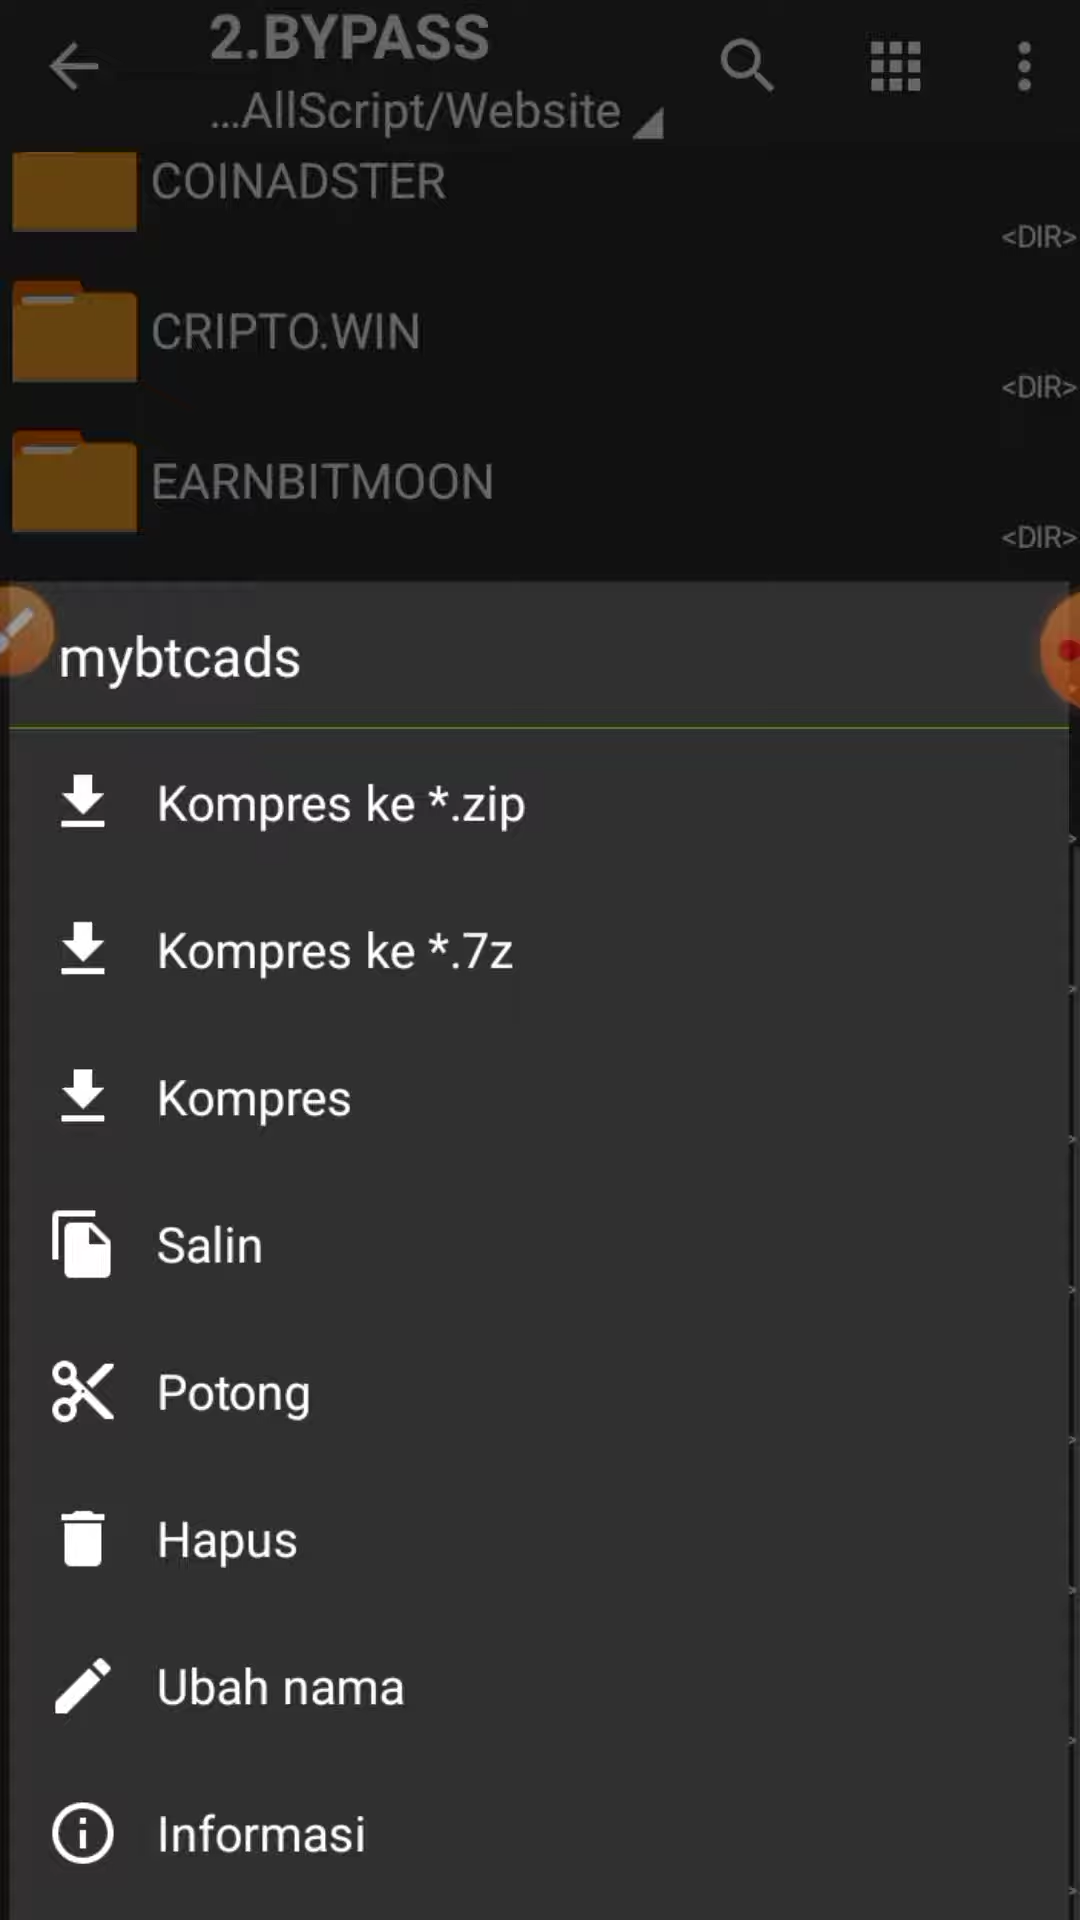 2.BYPASS
...AllScript/Website
COINADSTER
<DIR>
CRIPTO.WIN
<DIR>
EARNBITMOON
<DIR>
mybtcads
Kompres ke *.zip
Kompres ke *.7z
Kompres
Salin
Potong
Hapus
Ubah nama
Informasi